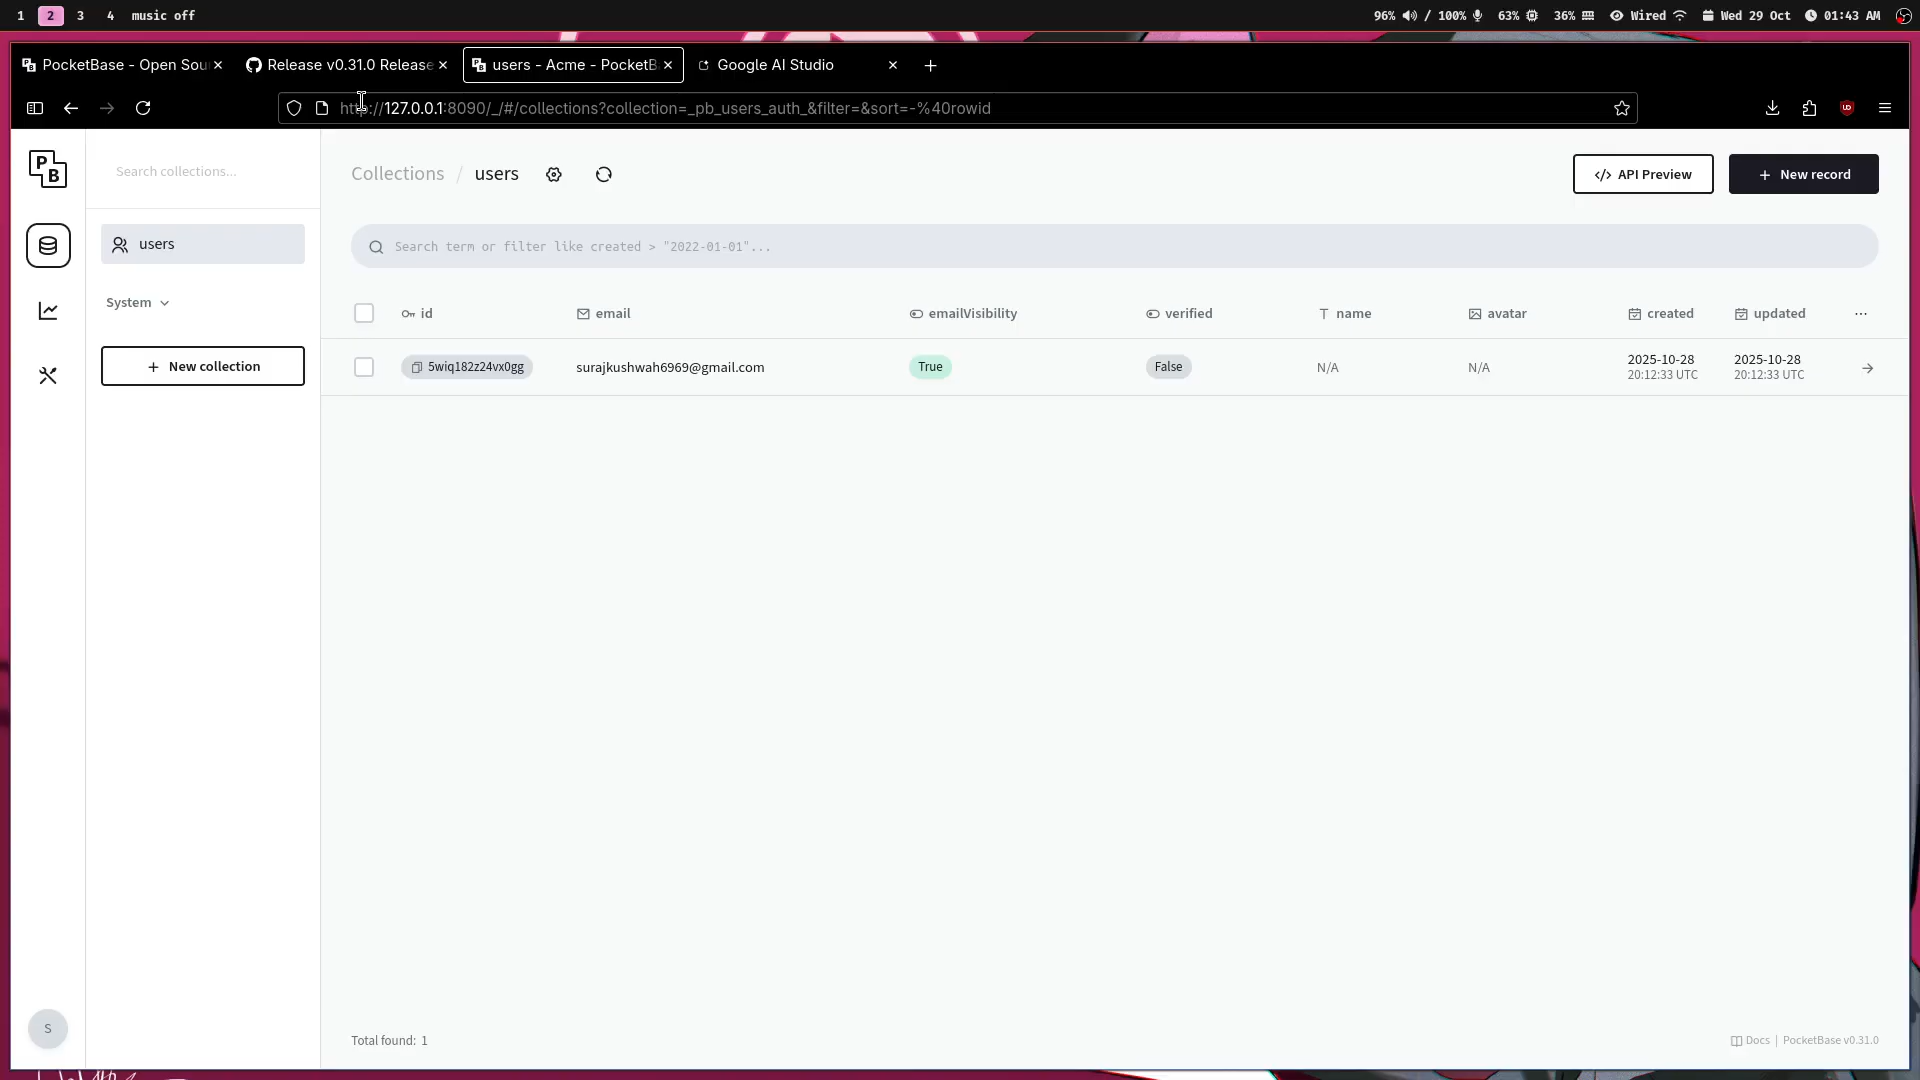 1 2 3 4 music off
96% / 100% 63% 36% Wired Wed 29 Oct 01:43 AM
PocketBase - Open Sou Release v0.31.0 Release users - Acme - PocketB Google AI Studio
http://127.0.0.1:8090/_/#/collections?collection=_pb_users_auth_&filter=&sort=-%40rowid
P
B
Search collections...
users
System
+ New collection
Collections / users
</> API Preview
+ New record
Search term or filter like created > "2022-01-01"...
id email emailVisibility verified name avatar created updated ...
5wiq182z24vx0gg surajkushwah6969@gmail.com True False N/A N/A 2025-10-28 2025-10-28
20:12:33 UTC 20:12:33 UTC
S
Total found: 1
Docs | PocketBase v0.31.0